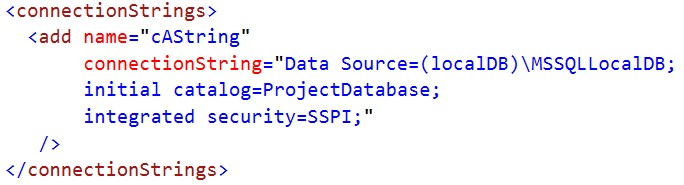 <connectionStrings>
<add name="cAString"
connectionString="Data Source=(localDB)\MSSQLLocalDB;
initial catalog=ProjectDatabase;
integrated security=SSPI;"
/>
</connectionStrings>